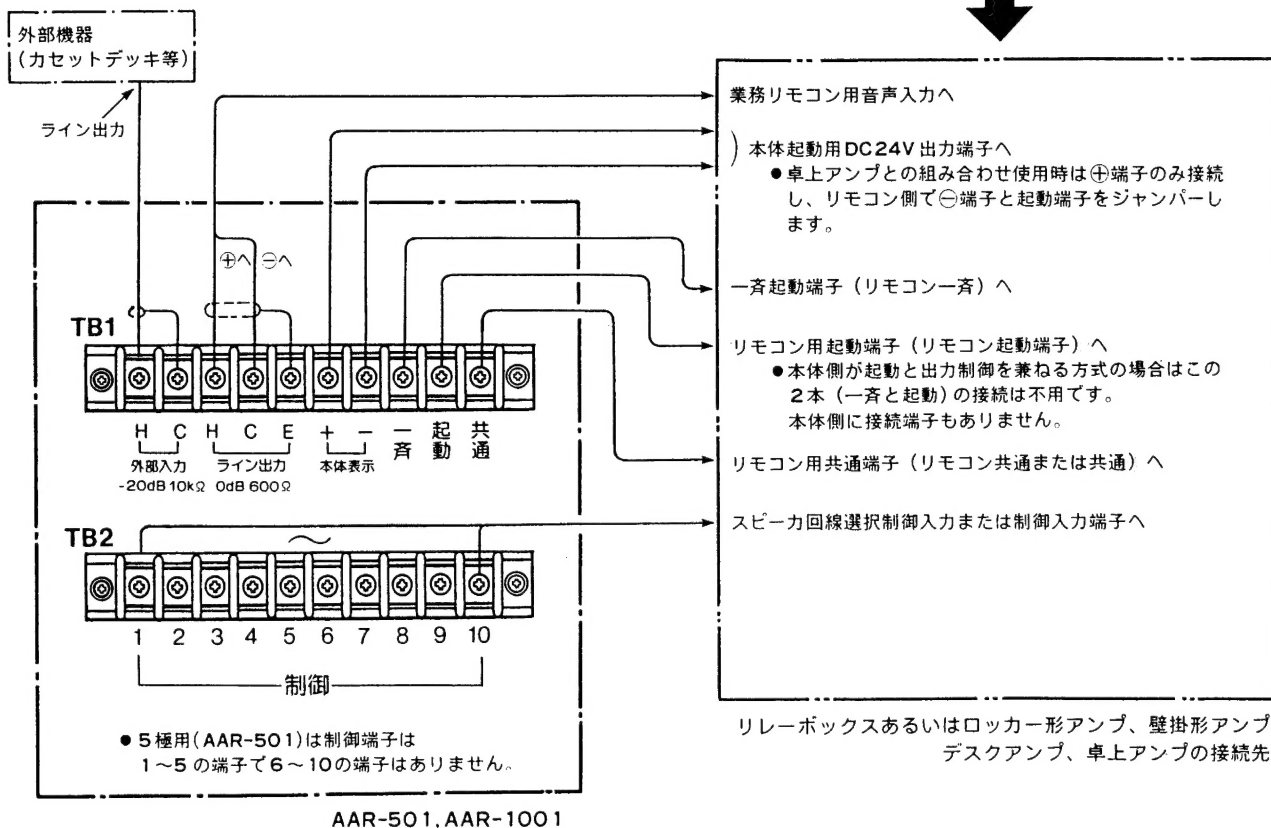 外部機器
(カセットデッキ等)
ライン出力
業務リモコン用音声入力へ
本体起動用DC24V出力端子へ
●卓上アンプとの組み合わせ使用時は⊕端子のみ接続
し、リモコン側で⊖端子と起動端子をジャンパーし
ます。
一斉起動端子（リモコン一斉）へ
リモコン用起動端子（リモコン起動端子）へ
●本体側が起動と出力制御を兼ねる方式の場合はこの
2本（一斉と起動）の接続は不用です。
本体側に接続端子もありません。
リモコン用共通端子（リモコン共通または共通）へ
スピーカ回線選択制御入力または制御入力端子へ
リレーボックスあるいはロッカー形アンプ、壁掛形アンプ
デスクアンプ、卓上アンプの接続先
⊕へ ⊖へ
TB1
H C H C E + − 一斉 起動 共通
外部入力 ライン出力 本体表示
-20dB 10kΩ 0dB 600Ω
TB2
〜
1 2 3 4 5 6 7 8 9 10
制御
●5極用(AAR-501)は制御端子は
1〜5の端子で6〜10の端子はありません。
AAR-501, AAR-1001